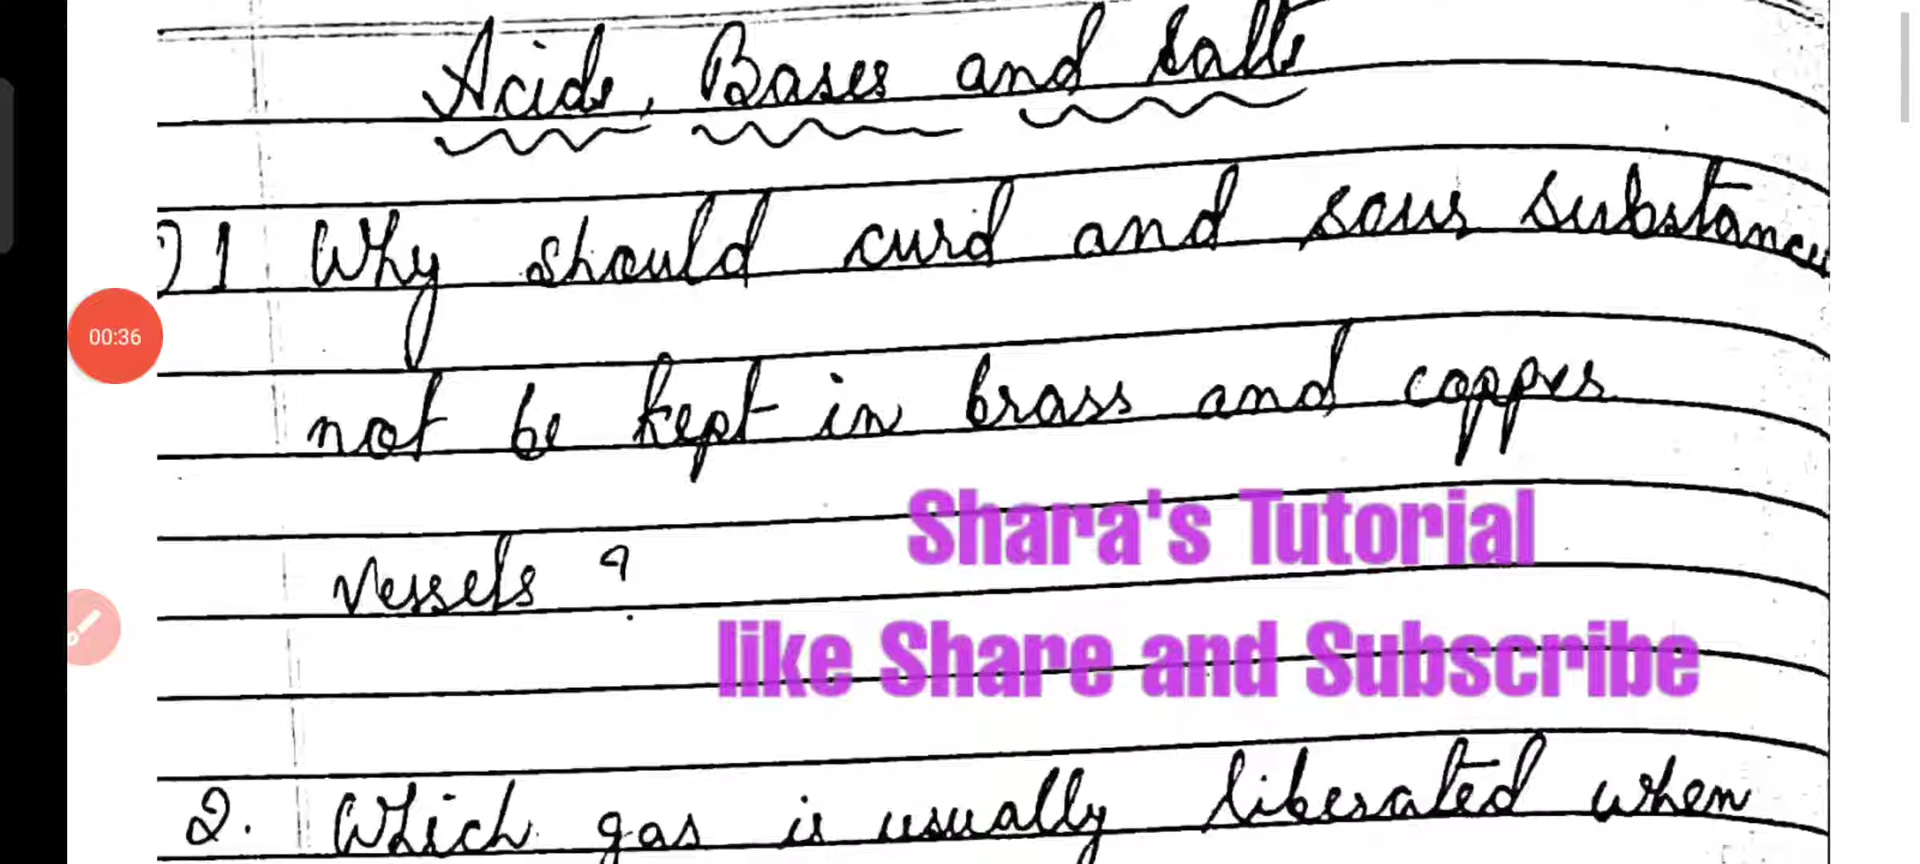 Acids, Bases and Salts
Q1 Why should curd and sour substances
not be kept in brass and copper
00:36
Vessels ?
Shara's Tutorial
like Share and Subscribe
2. Which gas is usually liberated when